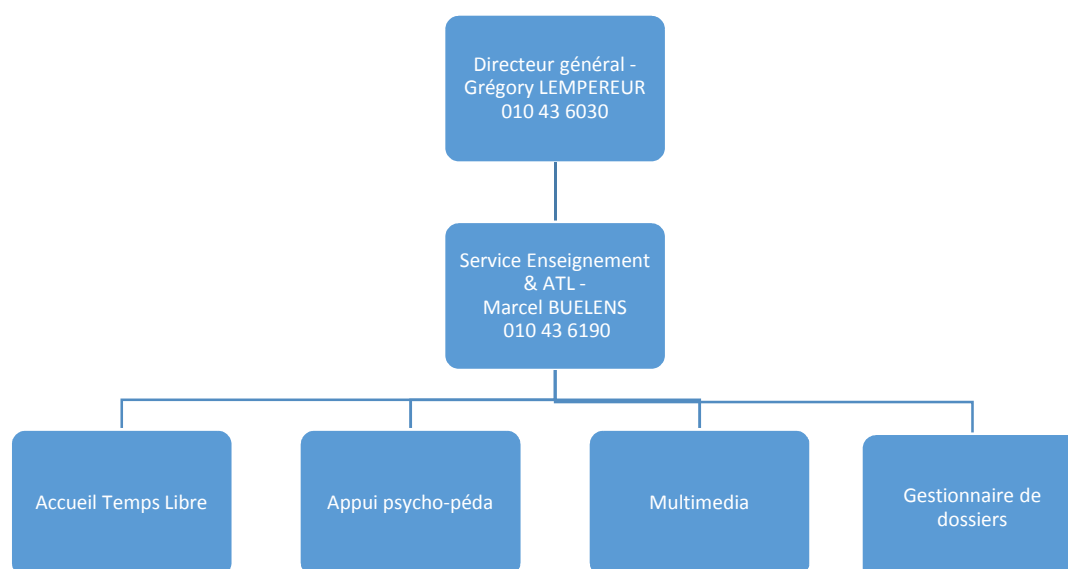 Directeur général -
Grégory LEMPEREUR
010 43 6030
Service Enseignement
& ATL -
Marcel BUELENS
010 43 6190
Accueil Temps Libre
Appui psycho-péda
Multimedia
Gestionnaire de
dossiers